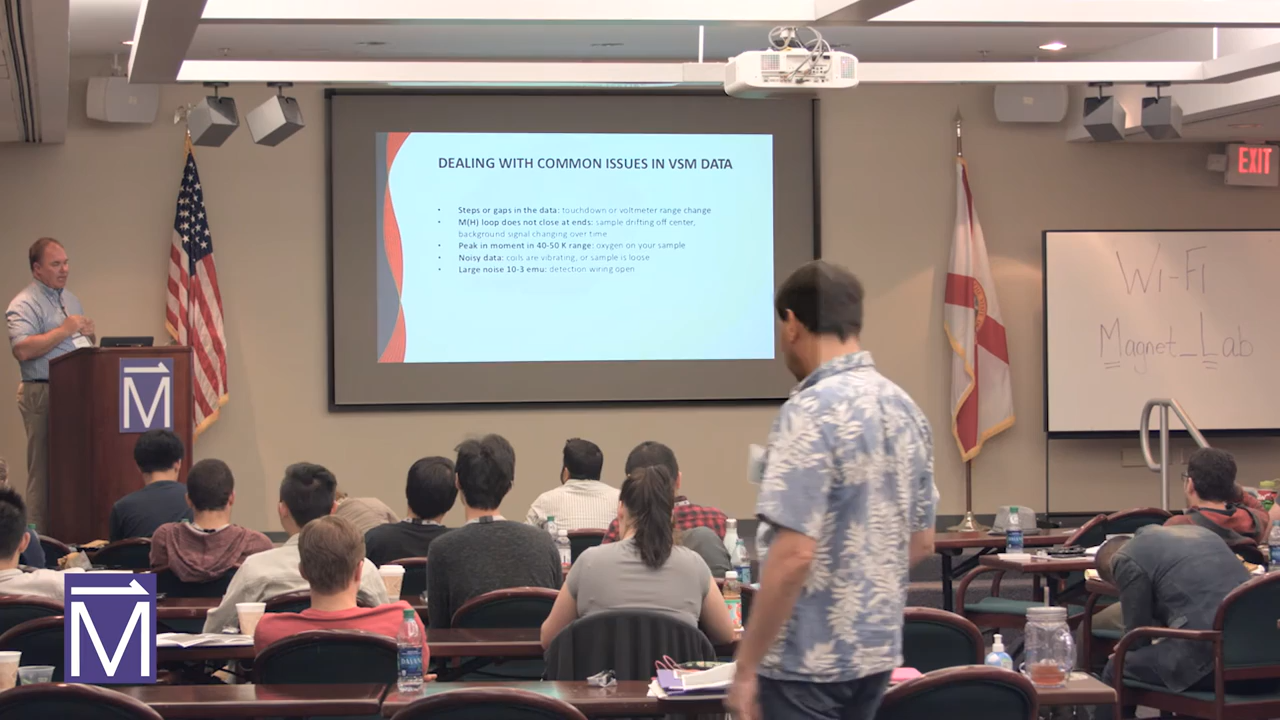 DEALING WITH COMMON ISSUES IN VSM DATA
• Steps or gaps in the data: touchdown or voltmeter range change
• M(H) loop does not close at ends: sample drifting off center,
background signal changing over time
• Peak in moment in 40-50 K range: oxygen on your sample
• Noisy data: coils are vibrating, or sample is loose
• Large noise 10-3 emu: detection wiring open
EXIT
Wi-Fi
Magnet_Lab
M
M